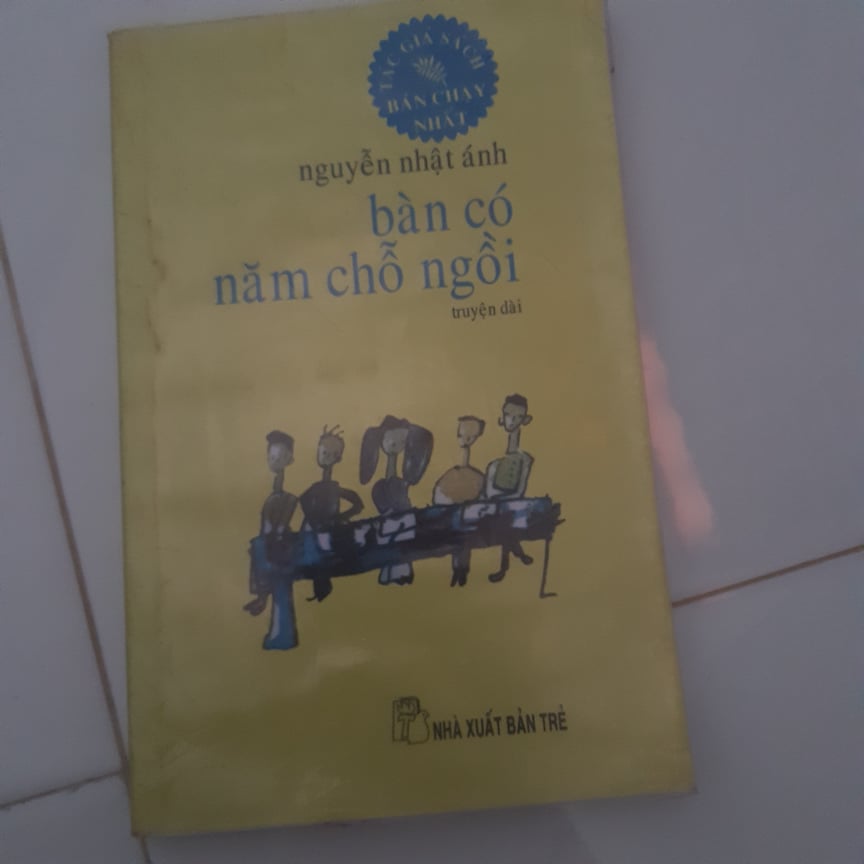 TÁC GIẢ SÁCH
BÁN CHẠY
NHẤT
nguyễn nhật ánh
bàn có
năm chỗ ngồi
truyện dài
T
NHÀ XUẤT BẢN TRẺ